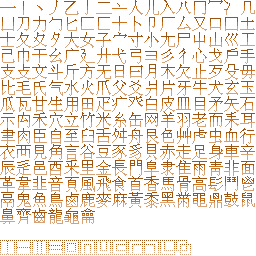 一丨丶丿乙亅二亠人儿入八冂冖冫几
凵刀力勹匕匚匸十卜卩厂厶又口囗土
士夂夊夕大女子宀寸小尢尸屮山巛工
己巾干幺广廴廾弋弓彐彡彳心戈戶手
支攴文斗斤方无日曰月木欠止歹殳毋
比毛氏气水火爪父爻爿片牙牛犬玄玉
瓜瓦甘生用田疋疒癶白皮皿目矛矢石
示禸禾穴立竹米糸缶网羊羽老而耒耳
聿肉臣自至臼舌舛舟艮色艸虍虫血行
衣襾見角言谷豆豕豸貝赤走足身車辛
辰辵邑酉釆里金長門阜隶隹雨靑非面
革韋韭音頁風飛食首香馬骨高髟鬥鬯
鬲鬼魚鳥鹵鹿麥麻黃黍黑黹黽鼎鼓鼠
鼻齊齒龍龜龠